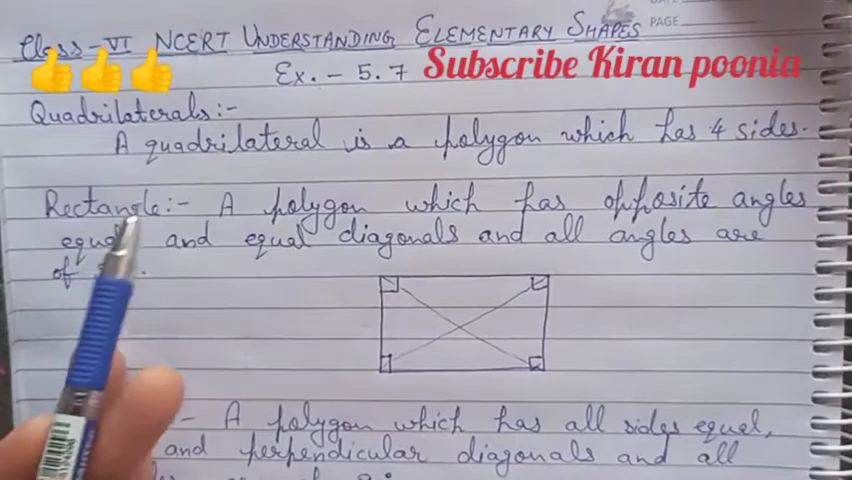 DATE
PAGE
Class-VI NCERT UNDERSTANDING ELEMENTARY SHAPES
Ex. - 5.7 Subscribe Kiran poonia
Quadrilaterals:-
A quadrilateral is a polygon which has 4 sides.
Rectangle:- A polygon which has opposite angles
and equal diagonals and all angles are
of
- A polygon which has all sides equal,
and perpendicular diagonals and all